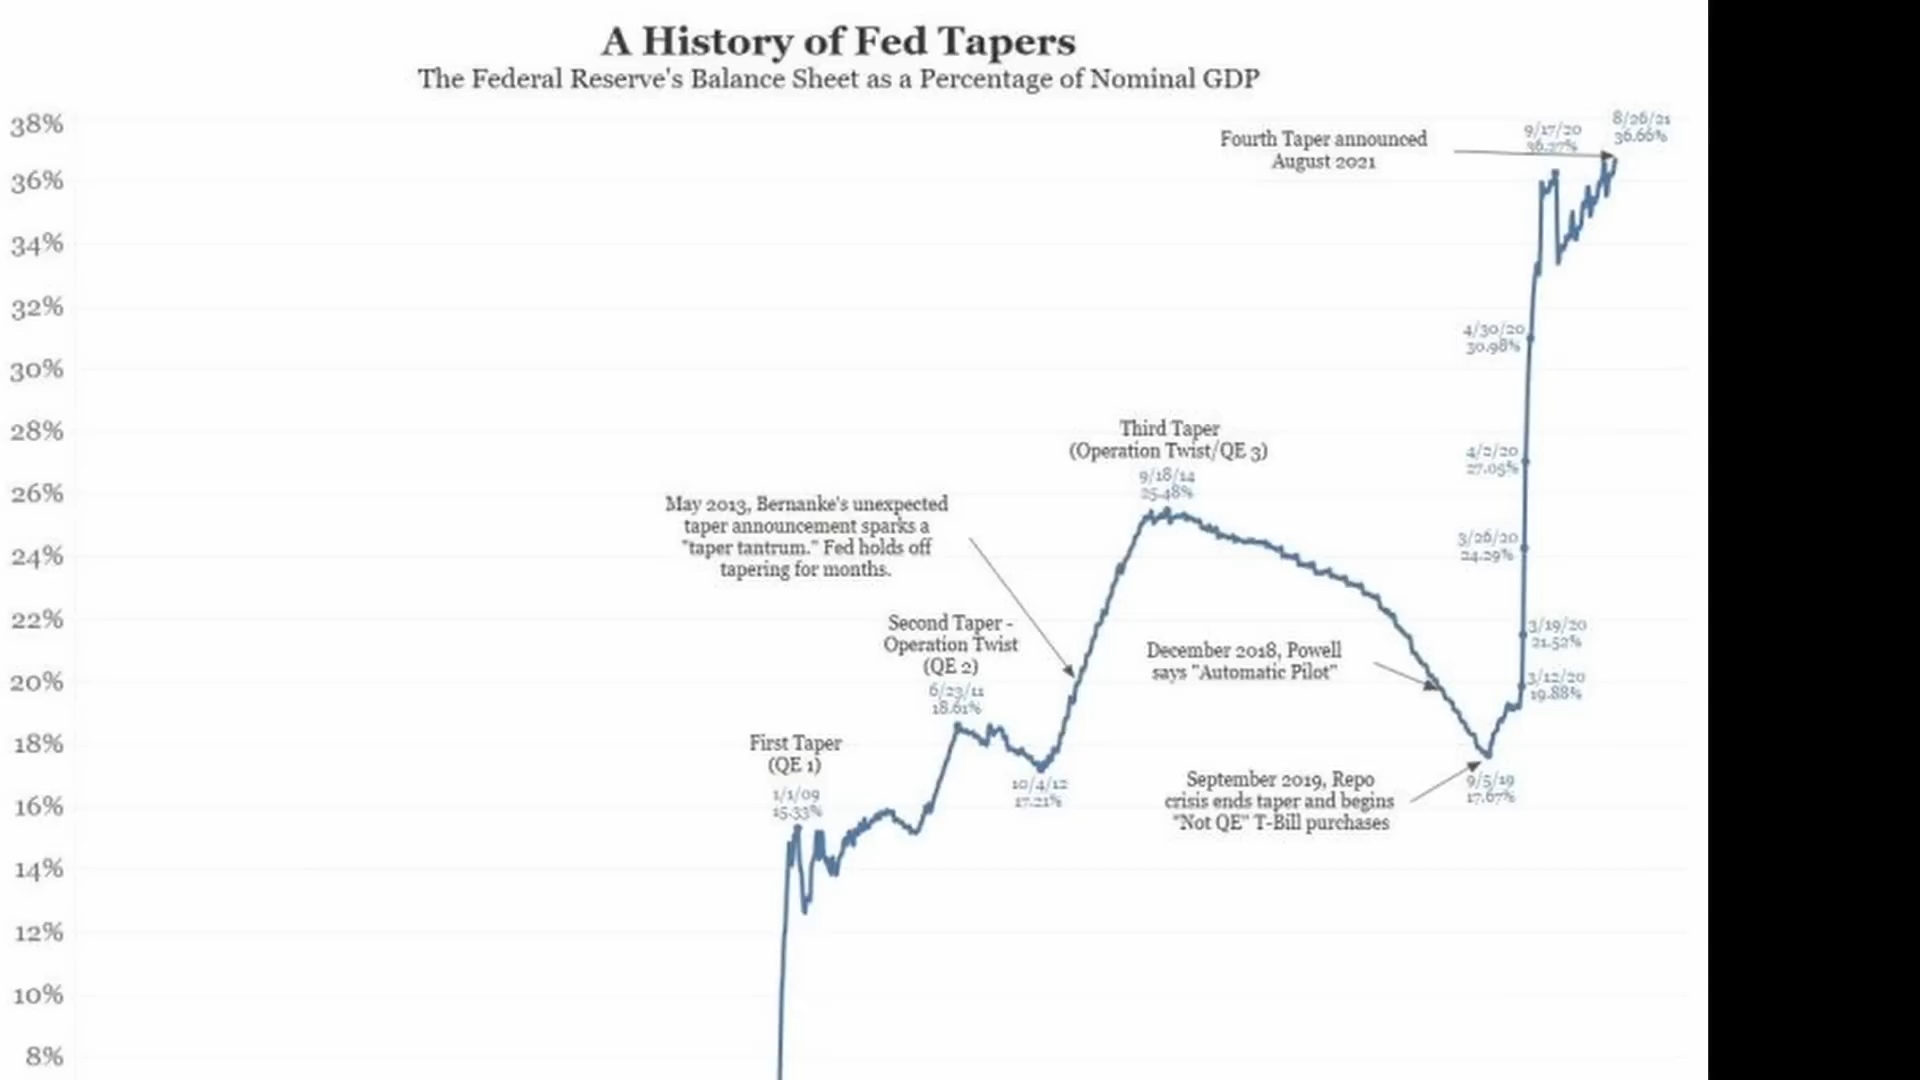 A History of Fed Tapers
The Federal Reserve's Balance Sheet as a Percentage of Nominal GDP
38%
36%
34%
32%
30%
28%
26%
24%
22%
20%
18%
16%
14%
12%
10%
8%
Fourth Taper announced
August 2021
9/17/20
36.27%
8/26/21
36.66%
4/30/20
30.98%
4/2/20
27.05%
3/26/20
24.29%
3/19/20
21.52%
3/12/20
19.88%
Third Taper
(Operation Twist/QE 3)
9/18/14
25.48%
May 2013, Bernanke's unexpected
taper announcement sparks a
"taper tantrum." Fed holds off
tapering for months.
Second Taper -
Operation Twist
(QE 2)
6/23/11
18.61%
December 2018, Powell
says "Automatic Pilot"
First Taper
(QE 1)
1/1/09
15.33%
10/4/12
17.21%
September 2019, Repo
crisis ends taper and begins
"Not QE" T-Bill purchases
9/5/19
17.67%